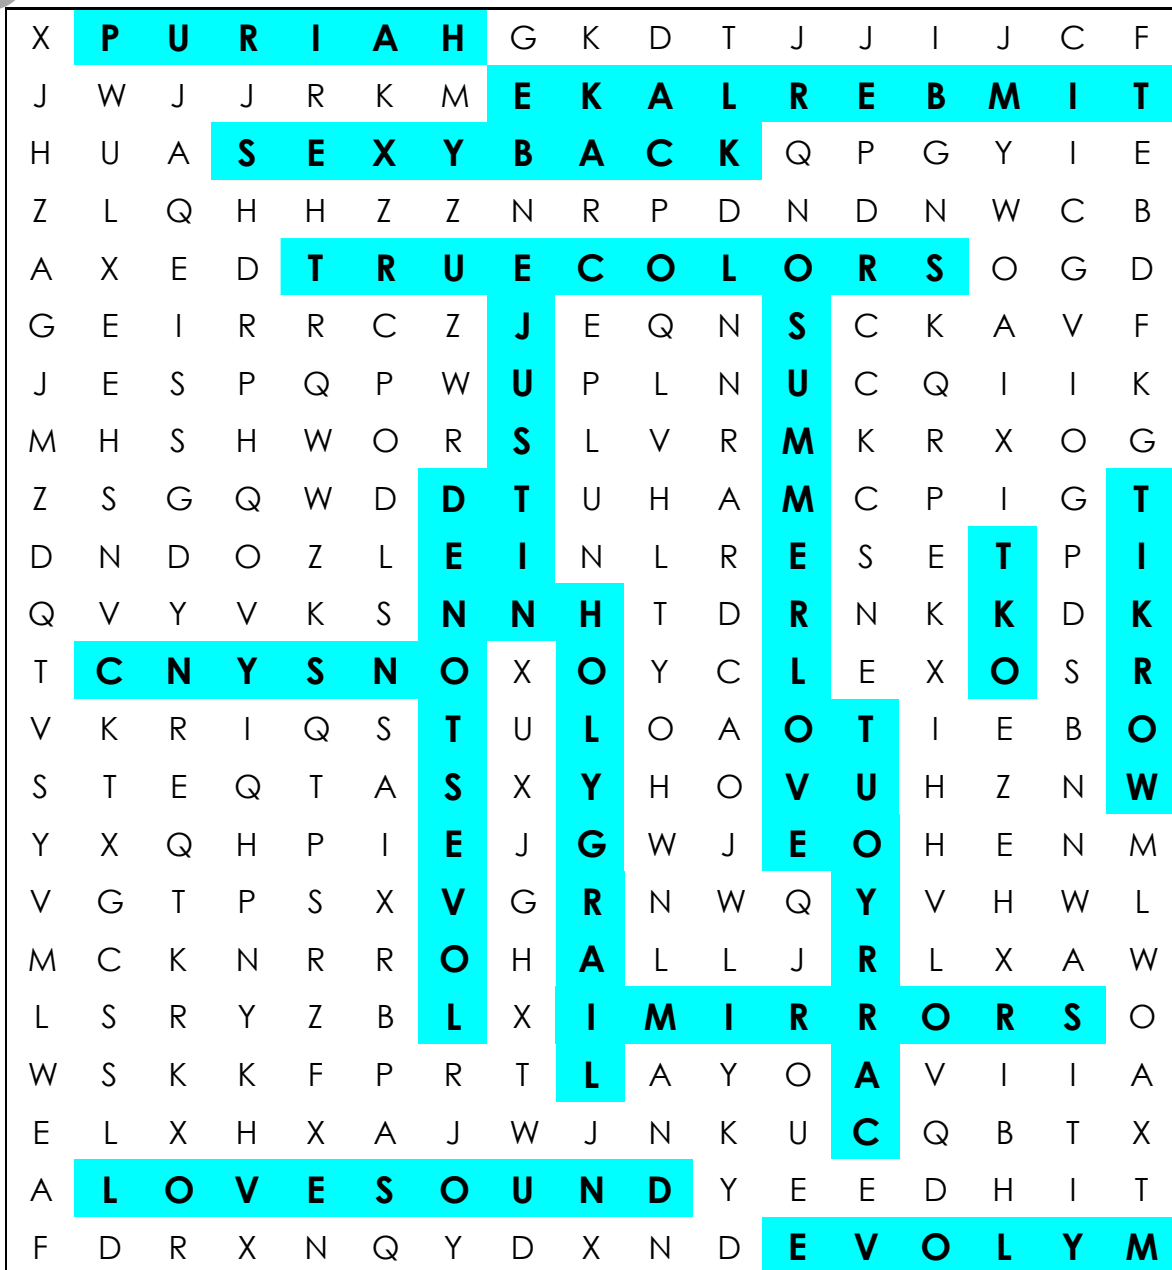 X P U R I A H G K D T J J I J C F
J W J J R K M E K A L R E B M I T
H U A S E X Y B A C K Q P G Y I E
Z L Q H H Z Z N R P D N D N W C B
A X E D T R U E C O L O R S O G D
G E I R R C Z J E Q N S C K A V F
J E S P Q P W U P L N U C Q I I K
M H S H W O R S L V R M K R X O G
Z S G Q W D D T U H A M C P I G T
D N D O Z L E I N L R E S E T P I
Q V Y V K S N N H T D R N K K D K
T C N Y S N O X O Y C L E X O S R
V K R I Q S T U L O A O T I E B O
S T E Q T A S X Y H O V U H Z N W
Y X Q H P I E J G W J E O H E N M
V G T P S X V G R N W Q Y V H W L
M C K N R R O H A L L J R L X A W
L S R Y Z B L X I M I R R O R S O
W S K K F P R T L A Y O A V I I A
E L X H X A J W J N K U C Q B T X
A L O V E S O U N D Y E E D H I T
F D R X N Q Y D X N D E V O L Y M